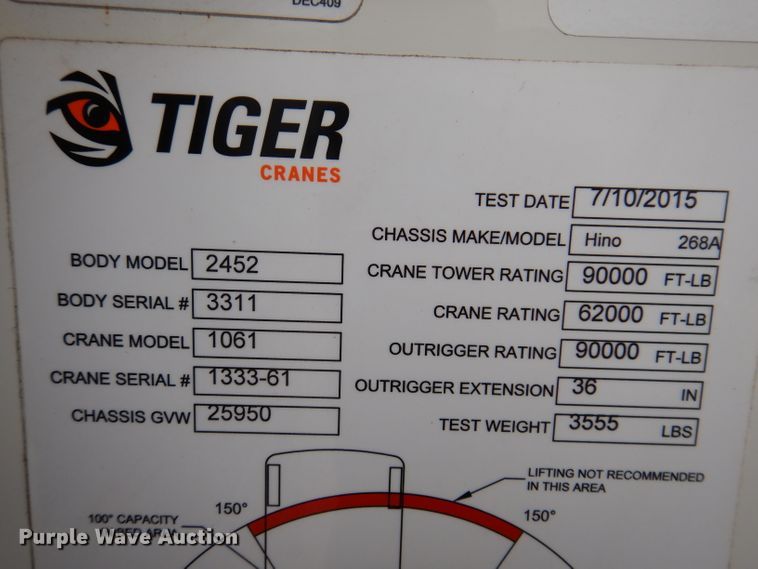 DEC409
TIGER
CRANES
TEST DATE 7/10/2015
CHASSIS MAKE/MODEL Hino 268A
BODY MODEL 2452
CRANE TOWER RATING 90000 FT-LB
BODY SERIAL # 3311
CRANE RATING 62000 FT-LB
CRANE MODEL 1061
OUTRIGGER RATING 90000 FT-LB
CRANE SERIAL # 1333-61
OUTRIGGER EXTENSION 36 IN
CHASSIS GVW 25950
TEST WEIGHT 3555 LBS
LIFTING NOT RECOMMENDED
IN THIS AREA
150°
150°
100° CAPACITY
AREA
Purple Wave Auction